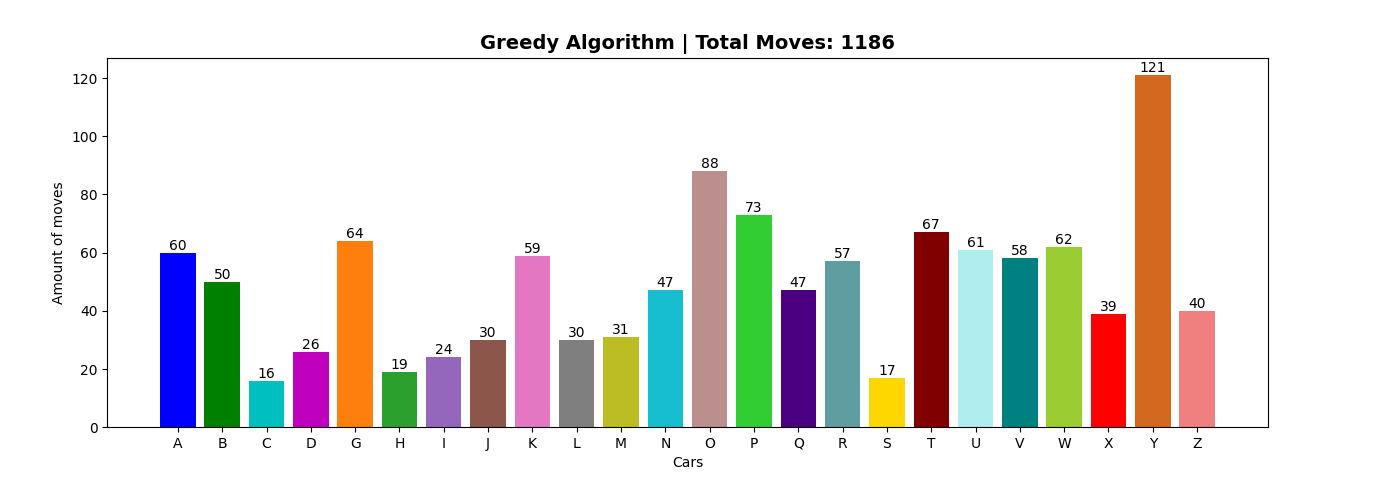 Greedy Algorithm | Total Moves: 1186
Amount of moves
120
100
80
60
40
20
0
60 50 16 26 64 19 24 30 59 30 31 47 88 73 47 57 17 67 61 58 62 39 121 40
A B C D G H I J K L M N O P Q R S T U V W X Y Z
Cars